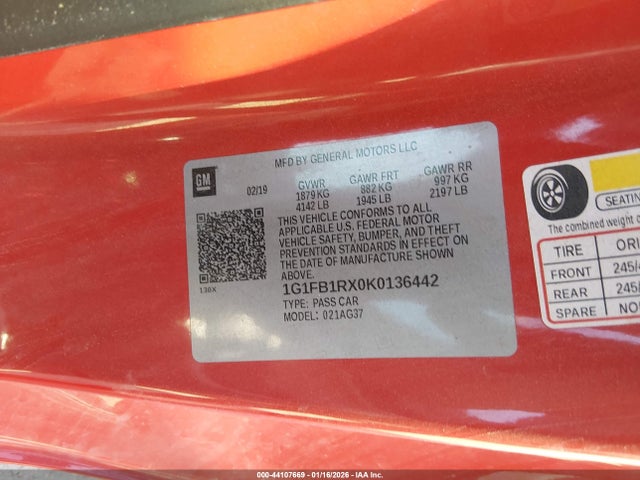 MFD BY GENERAL MOTORS LLC
GM
02/19
GVWR GAWR FRT GAWR RR
1879 KG 882 KG 997 KG
4142 LB 1945 LB 2197 LB
THIS VEHICLE CONFORMS TO ALL
APPLICABLE U.S. FEDERAL MOTOR
VEHICLE SAFETY, BUMPER, AND THEFT
PREVENTION STANDARDS IN EFFECT ON
THE DATE OF MANUFACTURE SHOWN
ABOVE.
138X
1G1FB1RX0K0136442
TYPE: PASS CAR
MODEL: 021AG37
SEATIN
The combined weight
TIRE ORI
FRONT 245/
REAR 245/
SPARE NO
000-44107669 - 01/16/2026 - IAA Inc.